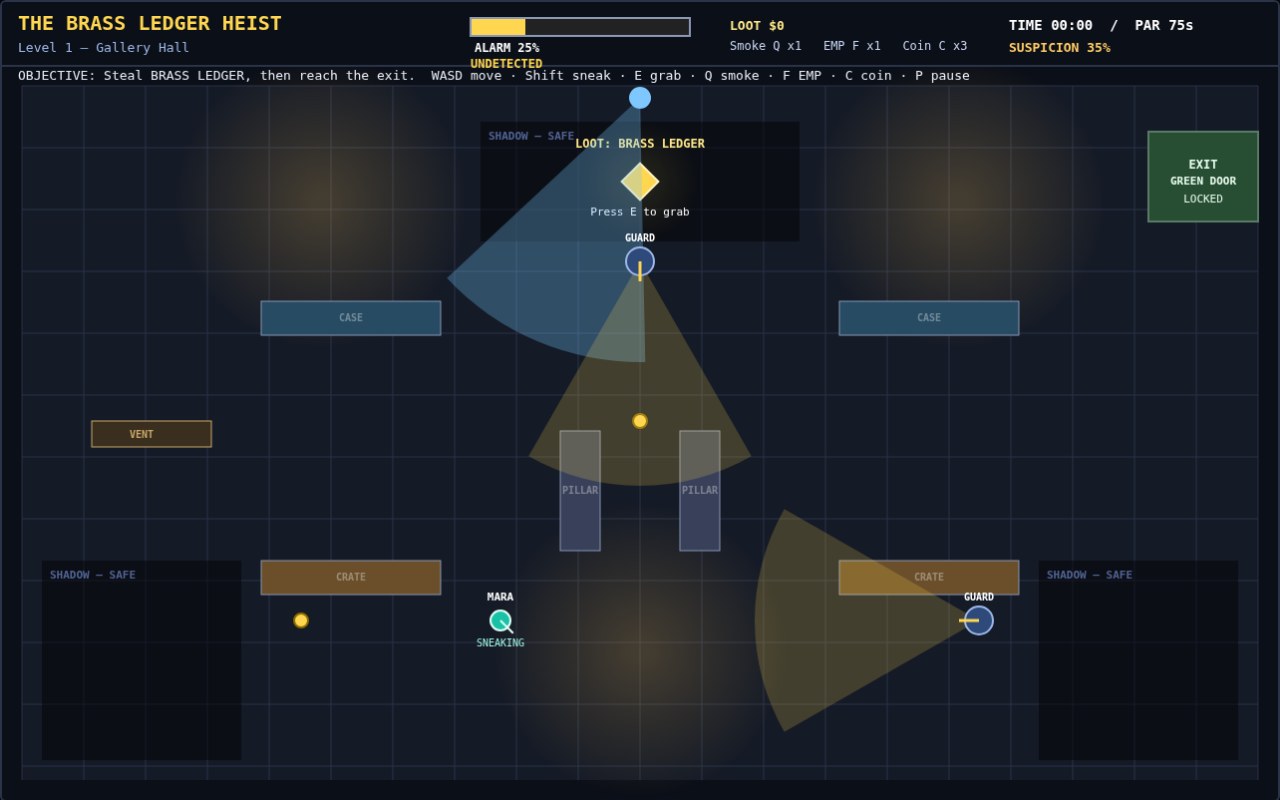 THE BRASS LEDGER HEIST
Level 1 — Gallery Hall
ALARM 25%
UNDETECTED
LOOT $0
Smoke Q x1   EMP F x1   Coin C x3
TIME 00:00  /  PAR 75s
SUSPICION 35%
OBJECTIVE: Steal BRASS LEDGER, then reach the exit.  WASD move · Shift sneak · E grab · Q smoke · F EMP · C coin · P pause
SHADOW — SAFE
LOOT: BRASS LEDGER
Press E to grab
EXIT
GREEN DOOR
LOCKED
GUARD
CASE
CASE
VENT
PILLAR
PILLAR
SHADOW — SAFE
CRATE
CRATE
SHADOW — SAFE
MARA
SNEAKING
GUARD